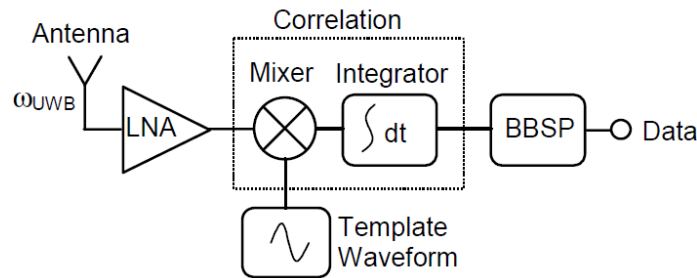 Correlation
Antenna
Mixer
Integrator
ωUWB
LNA
∫ dt
BBSP
Data
Template
Waveform